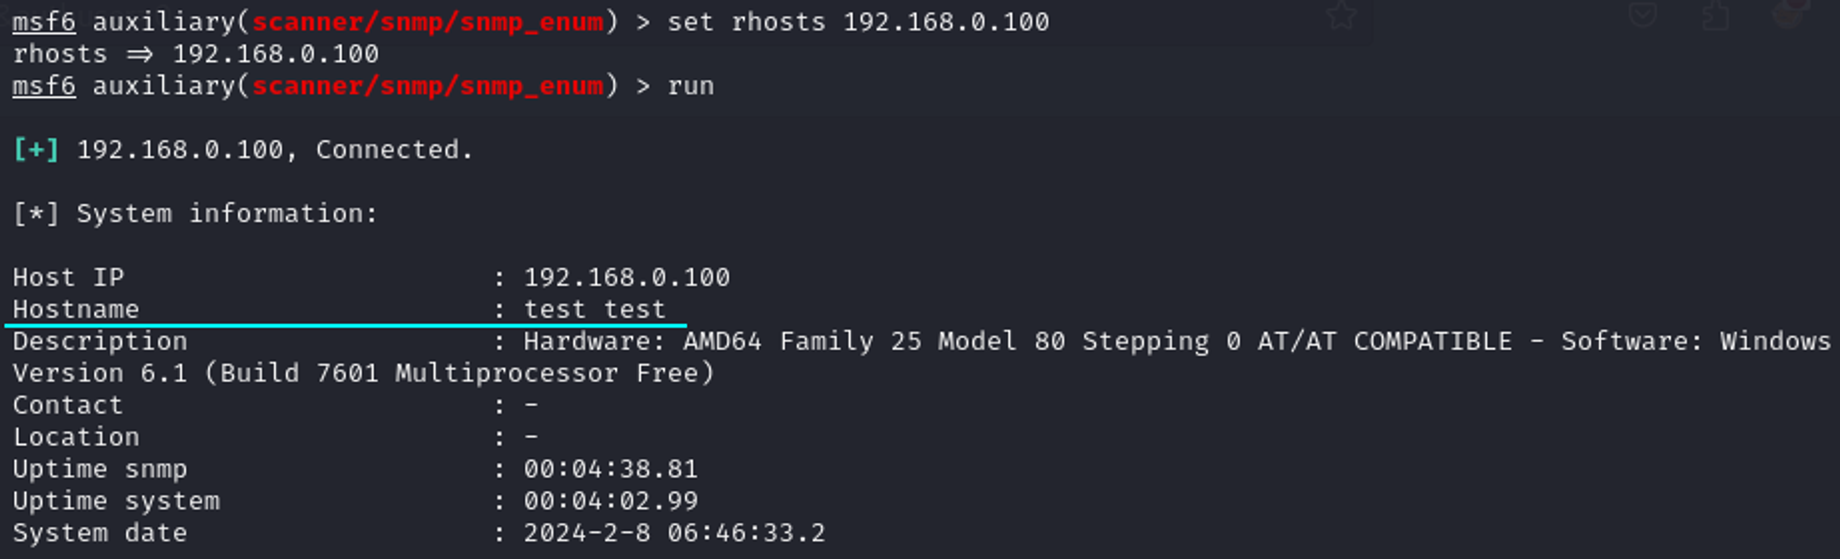 msf6 auxiliary(scanner/snmp/snmp_enum) > set rhosts 192.168.0.100
rhosts ⇒ 192.168.0.100
msf6 auxiliary(scanner/snmp/snmp_enum) > run
[+] 192.168.0.100, Connected.
[*] System information:
Host IP : 192.168.0.100
Hostname : test test
Description : Hardware: AMD64 Family 25 Model 80 Stepping 0 AT/AT COMPATIBLE - Software: Windows
Version 6.1 (Build 7601 Multiprocessor Free)
Contact : -
Location : -
Uptime snmp : 00:04:38.81
Uptime system : 00:04:02.99
System date : 2024-2-8 06:46:33.2